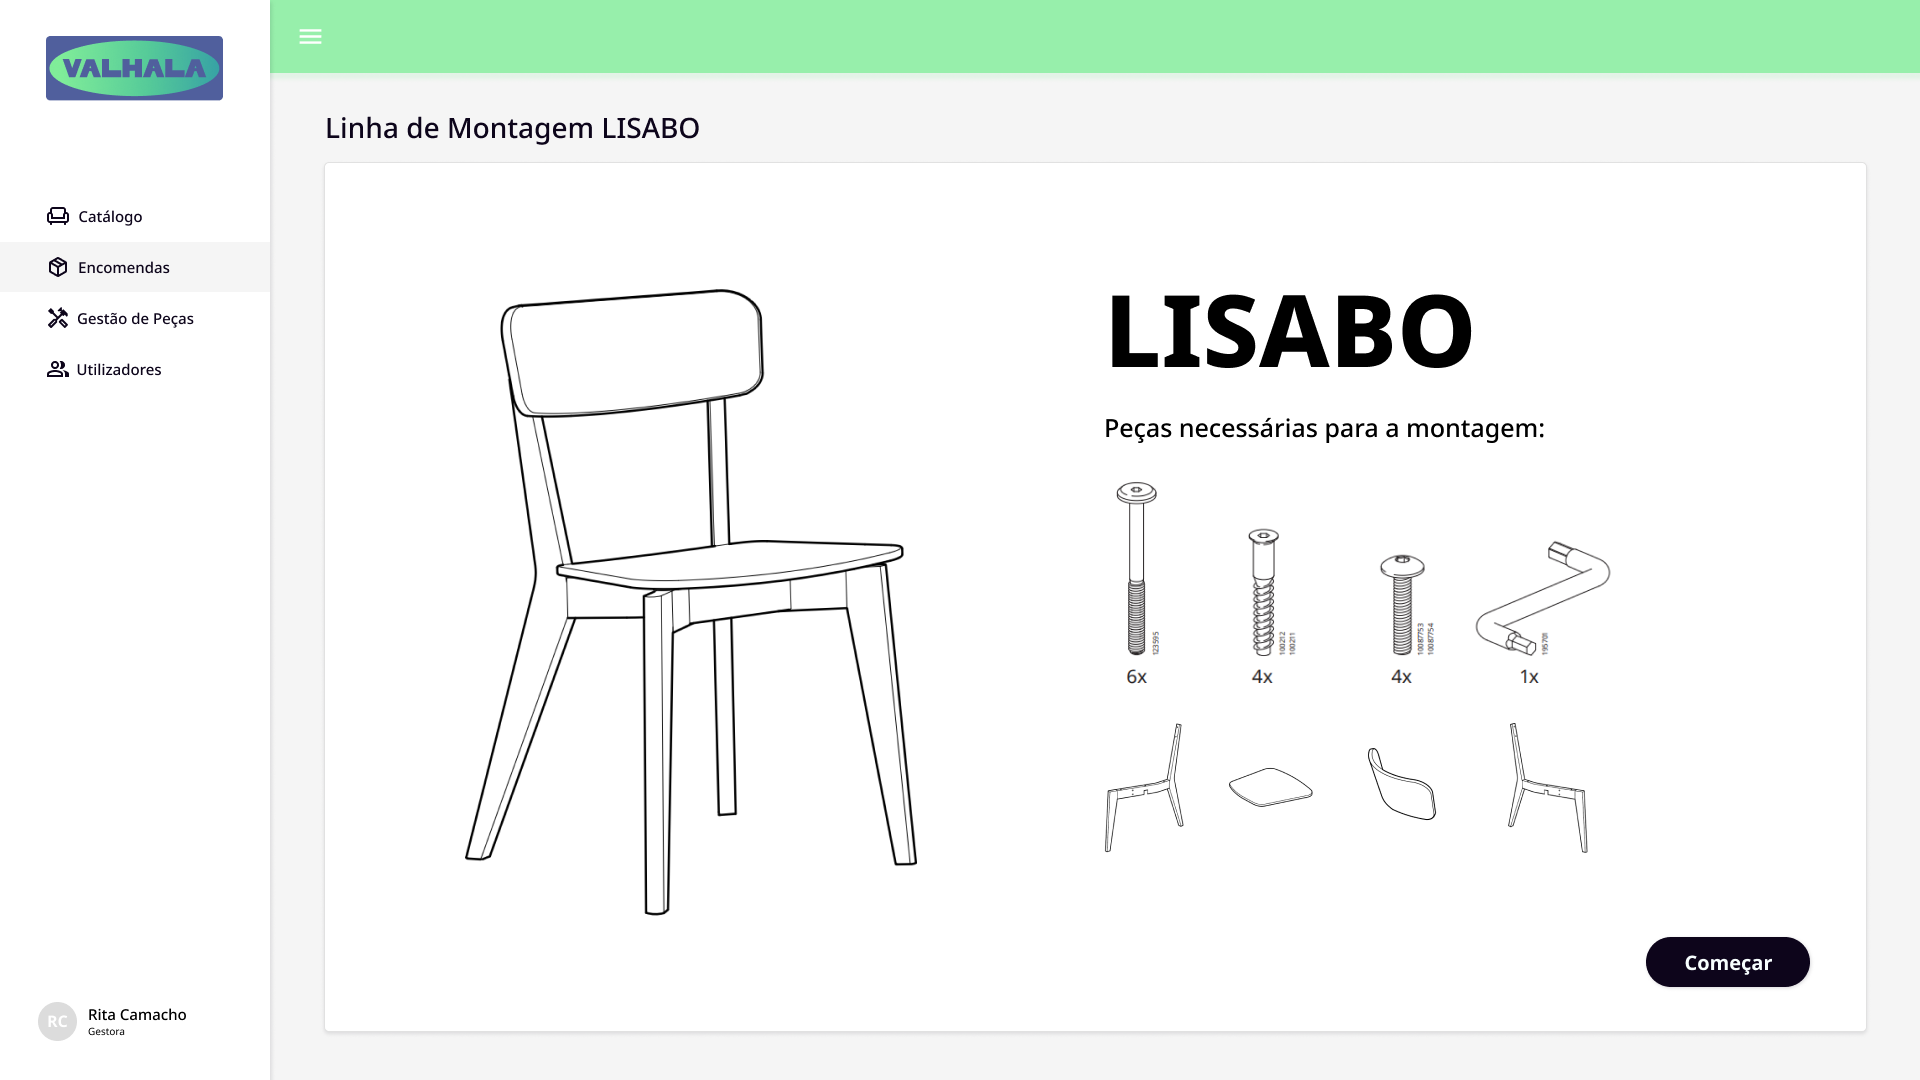 VALHALA
Catálogo
Encomendas
Gestão de Peças
Utilizadores
RC
Rita Camacho
Gestora
Linha de Montagem LISABO
LISABO
Peças necessárias para a montagem:
123595
100212
100211
10087753
10087754
195701
6x
4x
4x
1x
Começar